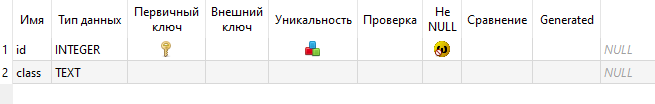 Имя Тип данных Первичный ключ Внешний ключ Уникальность Проверка Не NULL Сравнение Generated
1 id INTEGER NULL
2 class TEXT NULL